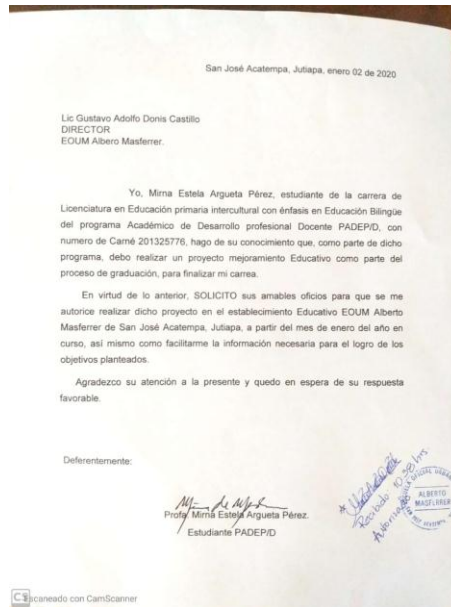 San José Acatempa, Jutiapa, enero 02 de 2020
Lic Gustavo Adolfo Donis Castillo
DIRECTOR
EOUM Albero Masferrer.
Yo, Mirna Estela Argueta Pérez, estudiante de la carrera de
Licenciatura en Educación primaria intercultural con énfasis en Educación Bilingüe
del programa Académico de Desarrollo profesional Docente PADEP/D, con
numero de Carné 201325776, hago de su conocimiento que, como parte de dicho
programa, debo realizar un proyecto mejoramiento Educativo como parte del
proceso de graduación, para finalizar mi carrea.
En virtud de lo anterior, SOLICITO sus amables oficios para que se me
autorice realizar dicho proyecto en el establecimiento Educativo EOUM Alberto
Masferrer de San José Acatempa, Jutiapa, a partir del mes de enero del año en
curso, así mismo como facilitarme la información necesaria para el logro de los
objetivos planteados.
Agradezco su atención a la presente y quedo en espera de su respuesta
favorable.
Deferentemente:
Profa. Mirna Estela Argueta Pérez.
Estudiante PADEP/D
Recibido 10:38 hrs.
ALBERTO
MASFERRER
CS Escaneado con CamScanner